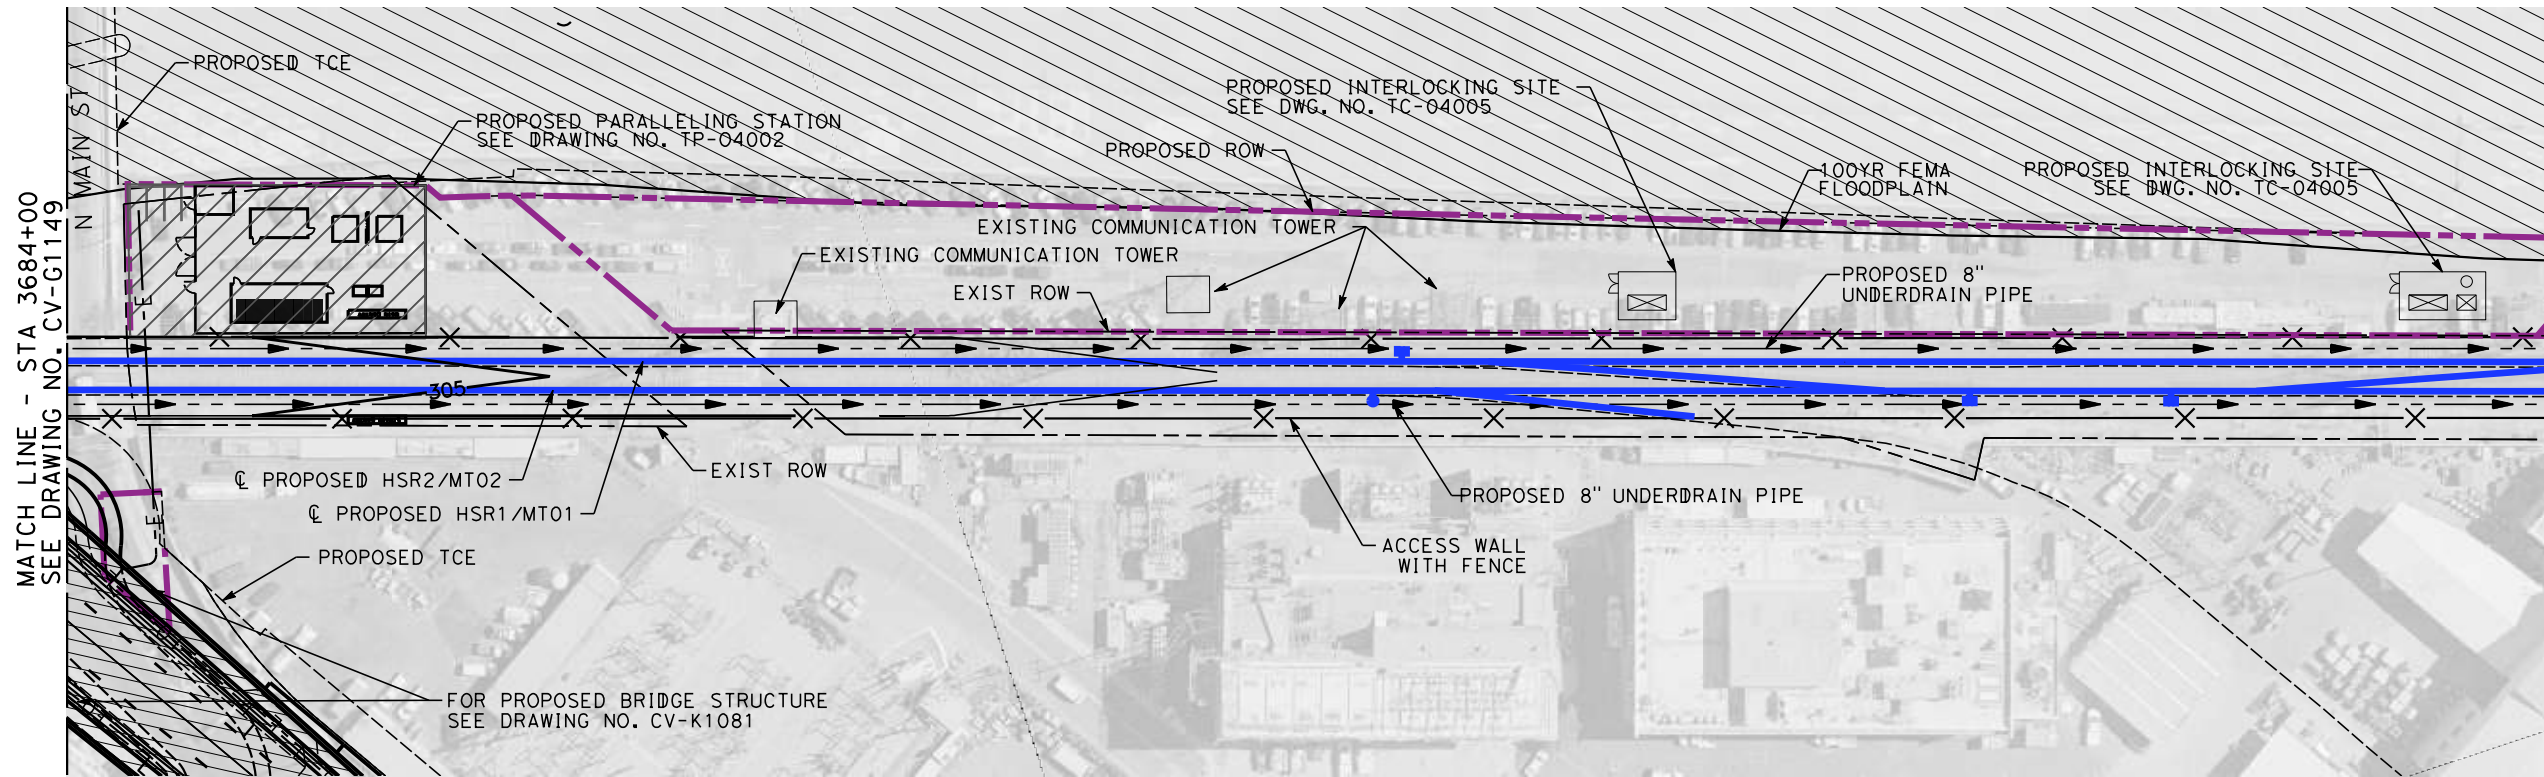 MATCH LINE - STA 3684+00
SEE DRAWING NO. CV-G1149
N MAIN ST
PROPOSED TCE
PROPOSED PARALLELING STATION
SEE DRAWING NO. TP-04002
PROPOSED INTERLOCKING SITE
SEE DWG. NO. TC-04005
PROPOSED ROW
100YR FEMA
FLOODPLAIN
PROPOSED INTERLOCKING SITE
SEE DWG. NO. TC-04005
EXISTING COMMUNICATION TOWER
EXISTING COMMUNICATION TOWER
EXIST ROW
PROPOSED 8"
UNDERDRAIN PIPE
E
305
EXIST ROW
℄ PROPOSED HSR2/MT02
℄ PROPOSED HSR1/MT01
PROPOSED 8" UNDERDRAIN PIPE
E
PROPOSED TCE
ACCESS WALL
WITH FENCE
FOR PROPOSED BRIDGE STRUCTURE
SEE DRAWING NO. CV-K1081